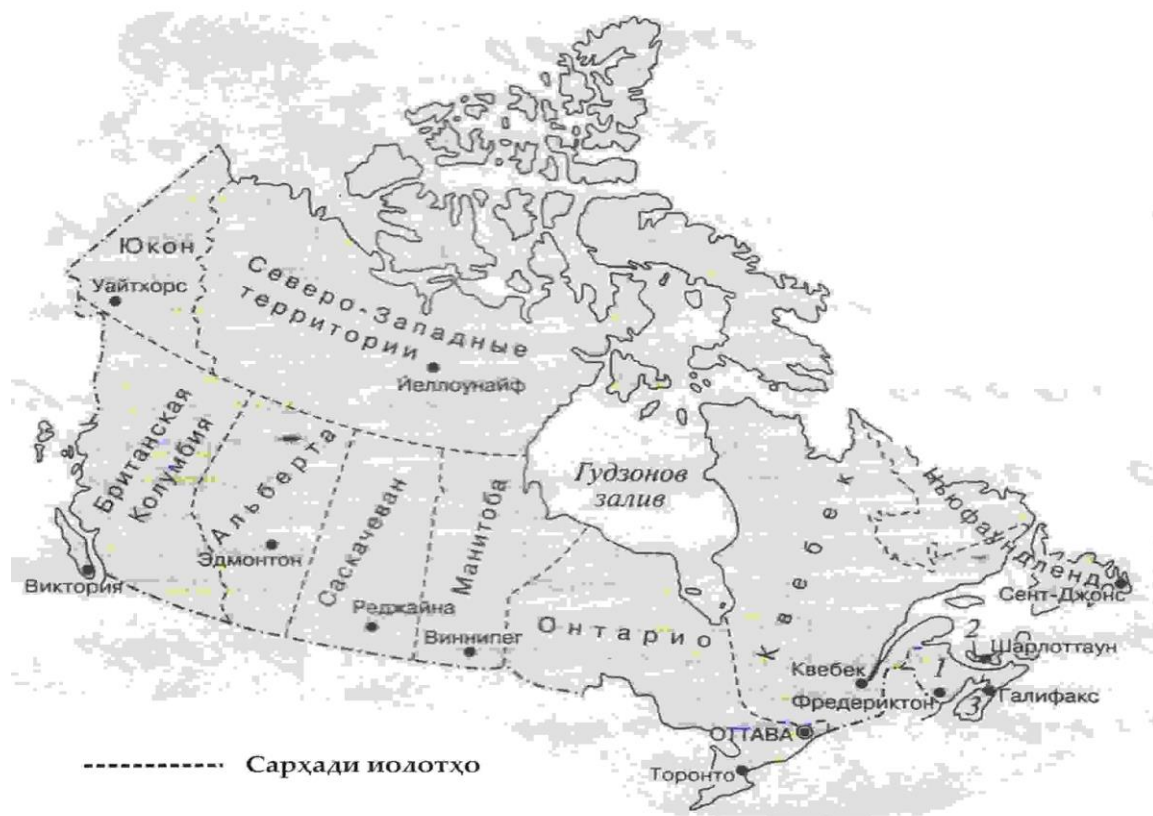 Юкон
Уайтхорс
Северо-Западные
территории
Йеллоунайф
Британская
Колумбия
Альберта
Эдмонтон
Саскачеван
Реджайна
Манитоба
Виннипег
Виктория
Гудзонов
залив
Онтарио
Квебек
Ньюфаундленд
Сент-Джонс
2
Шарлоттаун
1
3
Галифакс
Квебек
Фредериктон
ОТТАВА
Торонто
Сарҳади иолотҳо